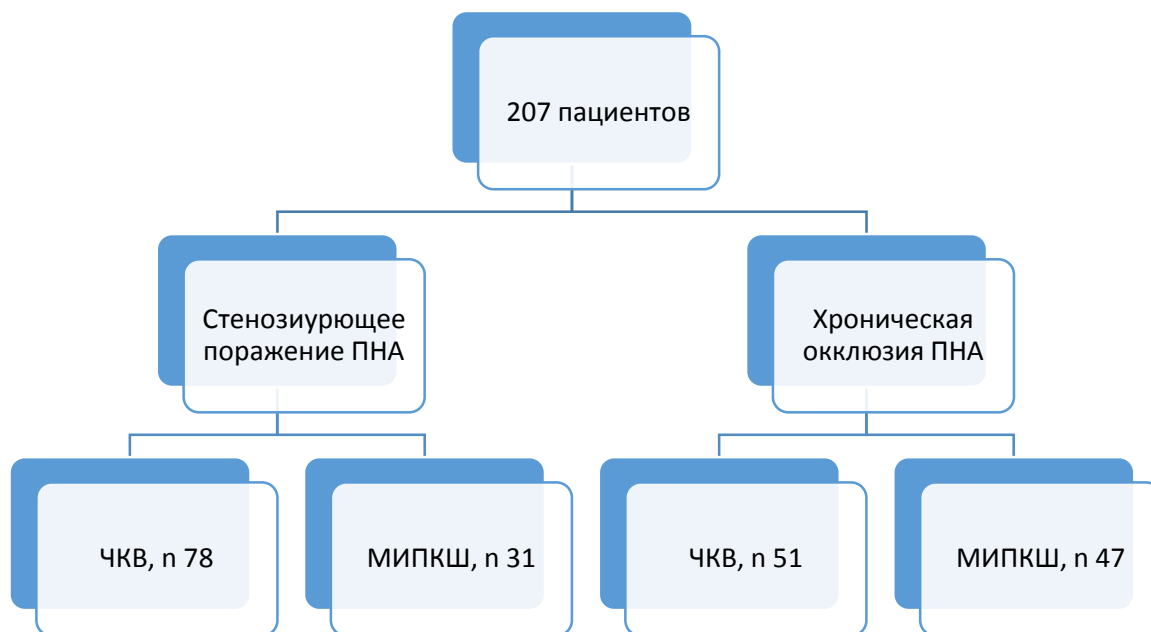 207 пациентов
Стенозиурющее
поражение ПНА
Хроническая
окклюзия ПНА
ЧКВ, n 78
МИПКШ, n 31
ЧКВ, n 51
МИПКШ, n 47